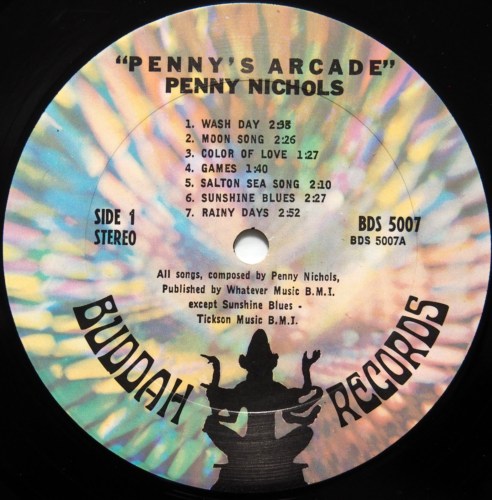 "PENNY'S ARCADE"
PENNY NICHOLS
1. WASH DAY 2:38
2. MOON SONG 2:26
3. COLOR OF LOVE 1:27
4. GAMES 1:40
5. SALTON SEA SONG 2:10
6. SUNSHINE BLUES 2:27
7. RAINY DAYS 2:52
SIDE 1
STEREO
BDS 5007
BDS 5007A
All songs, composed by Penny Nichols,
Published by Whatever Music B.M.I.
except Sunshine Blues -
Tickson Music B.M.I.
BUDDAH RECORDS